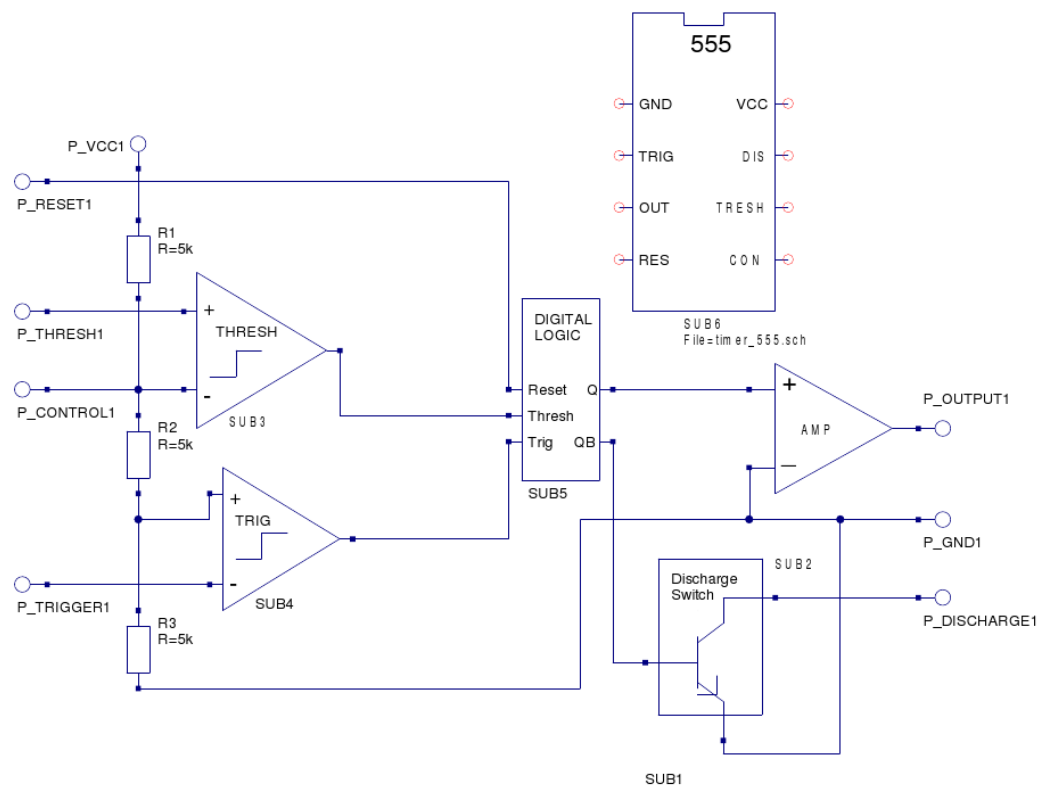 555
GND VCC
TRIG DIS
OUT TRESH
RES CON
SUB6
File=timer_555.sch
P_VCC1
P_RESET1
R1
R=5k
P_THRESH1
+
THRESH
-
SUB3
P_CONTROL1
R2
R=5k
+
TRIG
-
SUB4
P_TRIGGER1
R3
R=5k
DIGITAL
LOGIC
Reset Q
Thresh
Trig QB
SUB5
+
AMP
—
P_OUTPUT1
P_GND1
SUB2
Discharge
Switch
P_DISCHARGE1
SUB1